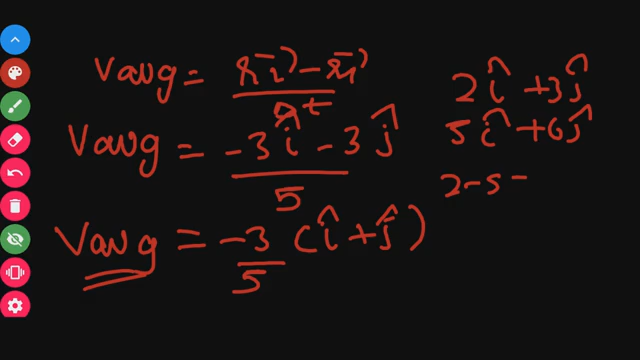 Vavg = r⃗2 - r⃗1 / Δt
Vavg = -3î - 3ĵ / 5
Vavg = -3/5 (î + ĵ)
2î + 3ĵ
5î + 6ĵ
2-5 =